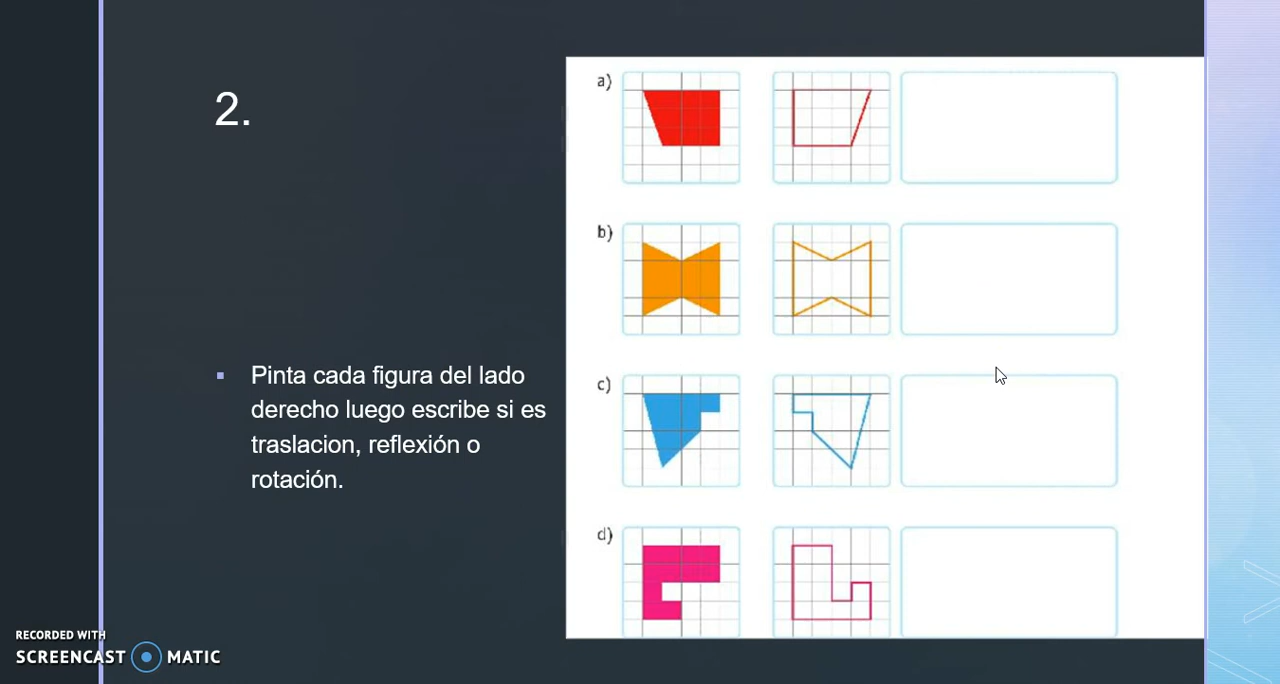 2.
▪ Pinta cada figura del lado
derecho luego escribe si es
traslacion, reflexión o
rotación.
a)
b)
c)
d)
RECORDED WITH
SCREENCAST MATIC